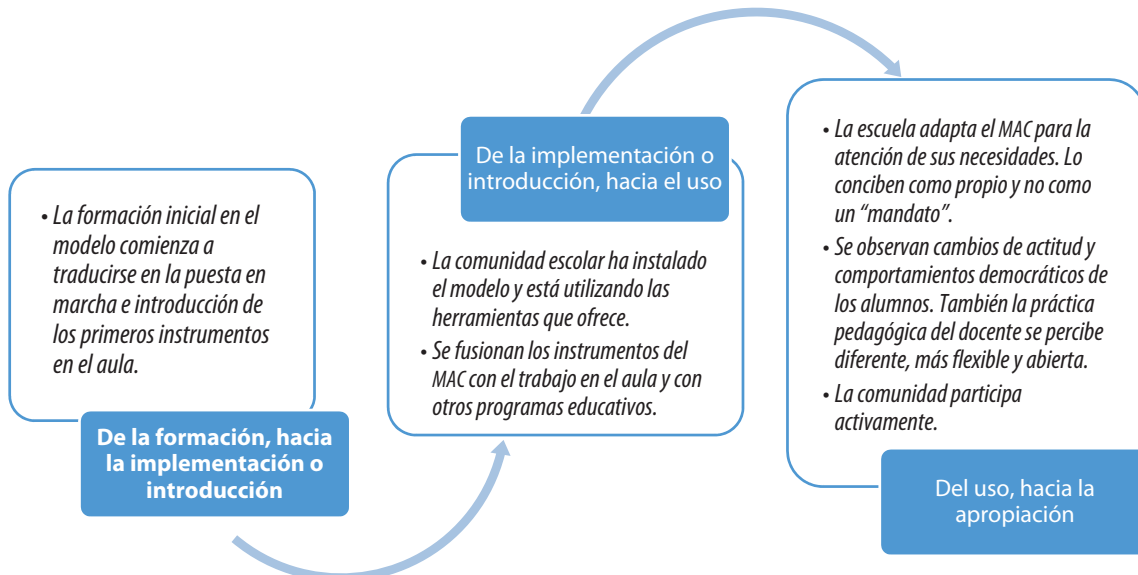 • La formación inicial en el
modelo comienza a
traducirse en la puesta en
marcha e introducción de
los primeros instrumentos
en el aula.
De la formación, hacia
la implementación o
introducción
De la implementación o
introducción, hacia el uso
• La comunidad escolar ha instalado
el modelo y está utilizando las
herramientas que ofrece.
• Se fusionan los instrumentos del
MAC con el trabajo en el aula y con
otros programas educativos.
• La escuela adapta el MAC para la
atención de sus necesidades. Lo
conciben como propio y no como
un “mandato”.
• Se observan cambios de actitud y
comportamientos democráticos de
los alumnos. También la práctica
pedagógica del docente se percibe
diferente, más flexible y abierta.
• La comunidad participa
activamente.
Del uso, hacia la
apropiación